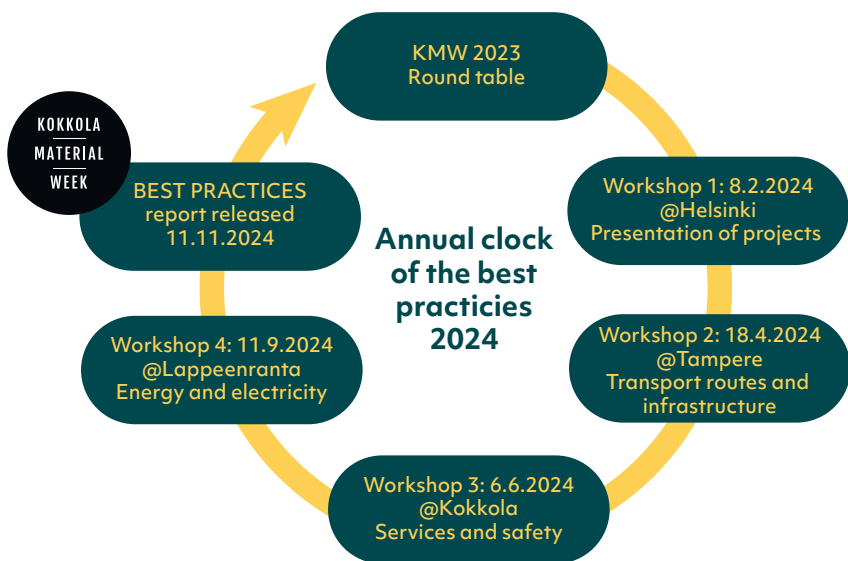 KMW 2023
Round table
KOKKOLA
MATERIAL
WEEK
BEST PRACTICES
report released
11.11.2024
Workshop 1: 8.2.2024
@Helsinki
Presentation of projects
Annual clock
of the best
practicies
2024
Workshop 4: 11.9.2024
@Lappeenranta
Energy and electricity
Workshop 2: 18.4.2024
@Tampere
Transport routes and
infrastructure
Workshop 3: 6.6.2024
@Kokkola
Services and safety